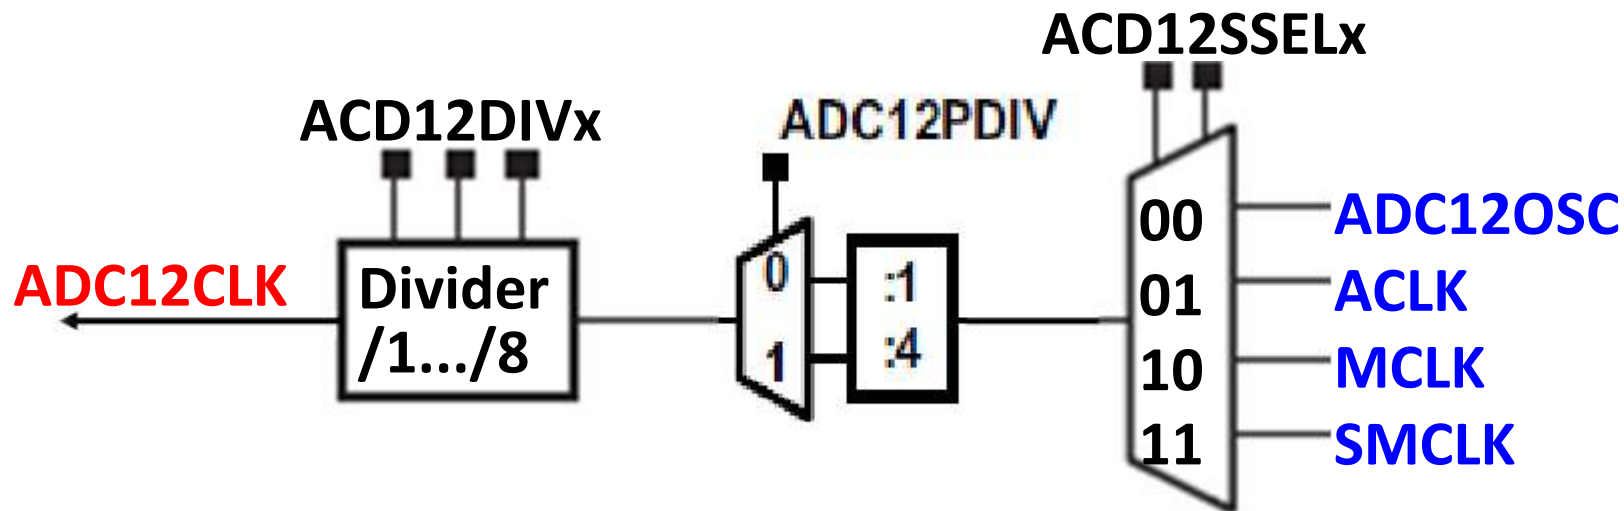 ACD12SSELx
ACD12DIVx
ADC12PDIV
00
ADC12OSC
ADC12CLK
Divider
/1.../8
0
:1
01
ACLK
1
:4
10
MCLK
11
SMCLK